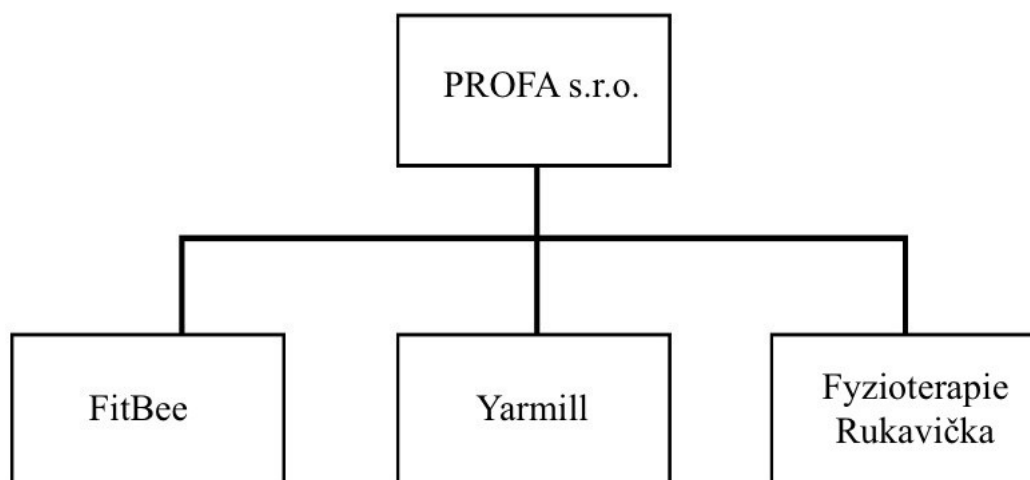 PROFA s.r.o.
FitBee
Yarmill
Fyzioterapie
Rukavička